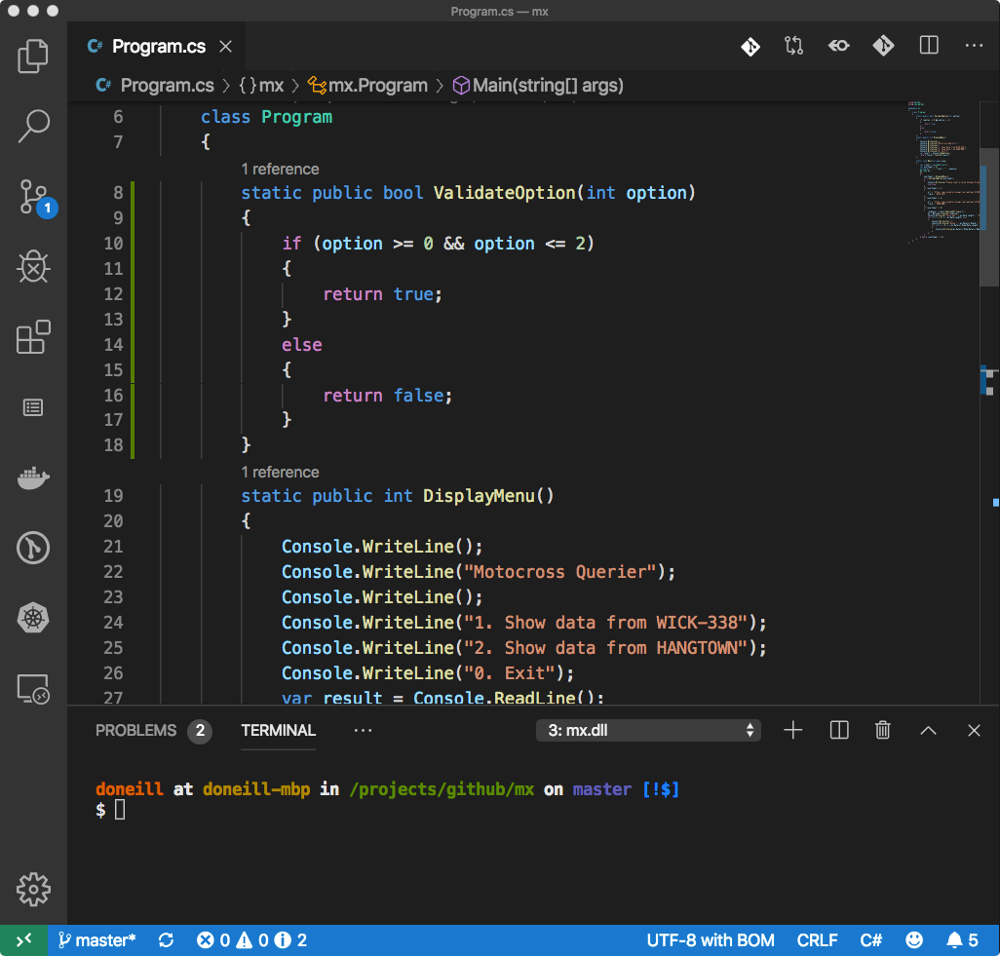 Program.cs — mx
C# Program.cs
C# Program.cs > {} mx > mx.Program > Main(string[] args)
6 class Program
7 {
1 reference
8 static public bool ValidateOption(int option)
9 {
10 if (option >= 0 && option <= 2)
11 {
12 return true;
13 }
14 else
15 {
16 return false;
17 }
18 }
1 reference
19 static public int DisplayMenu()
20 {
21 Console.WriteLine();
22 Console.WriteLine("Motocross Querier");
23 Console.WriteLine();
24 Console.WriteLine("1. Show data from WICK-338");
25 Console.WriteLine("2. Show data from HANGTOWN");
26 Console.WriteLine("0. Exit");
27 var result = Console.ReadLine();
1
PROBLEMS 2 TERMINAL ··· 3: mx.dll
doneill at doneill-mbp in /projects/github/mx on master [!$]
$
master* 0 0 2 UTF-8 with BOM CRLF C# 5